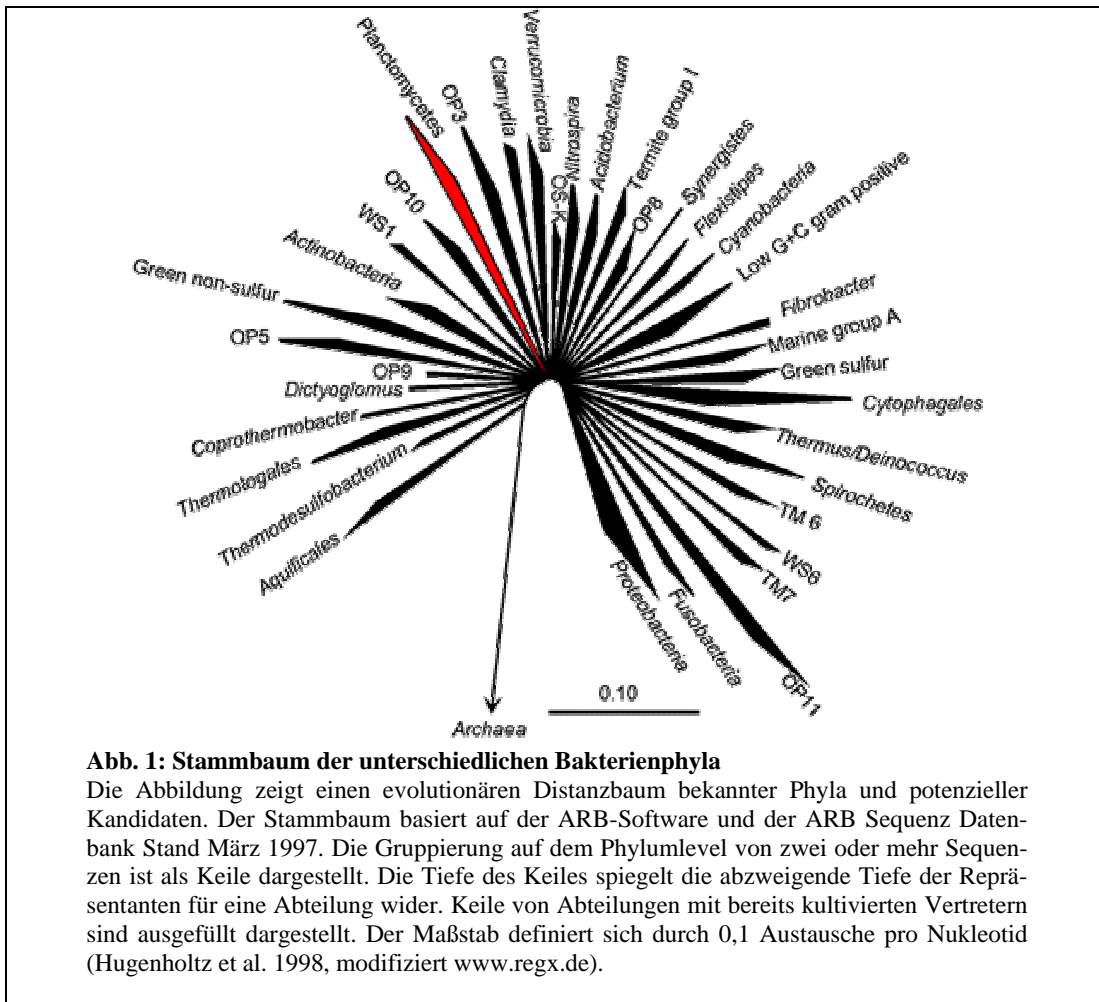 Planctomycetes
OP3
Clamydia
Verrucomicrobia
OS-K
Nitrospira
Acidobacterium
Termite group I
OP8
Synergistes
Flexistipes
Cyanobacteria
Low G+C gram positive
Fibrobacter
Marine group A
Green sulfur
Cytophagales
Thermus/Deinococcus
Spirochetes
TM 6
WS6
TM7
OP11
Fusobacteria
Proteobacteria
OP10
WS1
Actinobacteria
Green non-sulfur
OP5
OP9
Dictyoglomus
Coprothermobacter
Thermotogales
Thermodesulfobacterium
Aquificales
Archaea
0.10
Abb. 1: Stammbaum der unterschiedlichen Bakterienphyla
Die Abbildung zeigt einen evolutionären Distanzbaum bekannter Phyla und potenzieller
Kandidaten. Der Stammbaum basiert auf der ARB-Software und der ARB Sequenz Daten-
bank Stand März 1997. Die Gruppierung auf dem Phylumlevel von zwei oder mehr Sequen-
zen ist als Keile dargestellt. Die Tiefe des Keiles spiegelt die abzweigende Tiefe der Reprä-
sentanten für eine Abteilung wider. Keile von Abteilungen mit bereits kultivierten Vertretern
sind ausgefüllt dargestellt. Der Maßstab definiert sich durch 0,1 Austausche pro Nukleotid
(Hugenholtz et al. 1998, modifiziert www.regx.de).